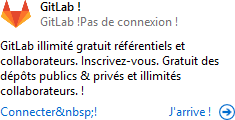 GitLab !
GitLab !Pas de connexion !
GitLab illimité gratuit référentiels et
collaborateurs. Inscrivez-vous. Gratuit des
dépôts publics & privés et illimités
collaborateurs. !
Connecter&nbsp;! J'arrive !